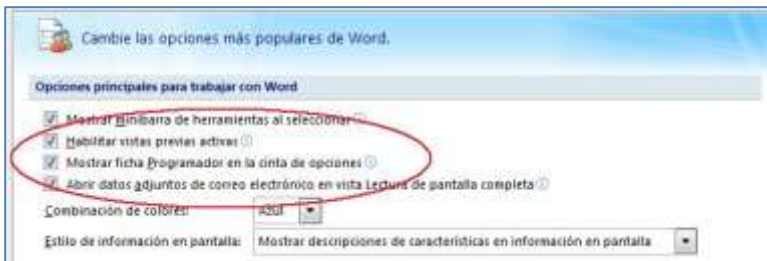 Cambie las opciones más populares de Word.
Opciones principales para trabajar con Word
Mostrar minibarra de herramientas al seleccionar
Habilitar vistas previas activas
Mostrar ficha Programador en la cinta de opciones
Abrir datos adjuntos de correo electrónico en vista Lectura de pantalla completa
Combinación de colores: Azul
Estilo de información en pantalla: Mostrar descripciones de características en información en pantalla